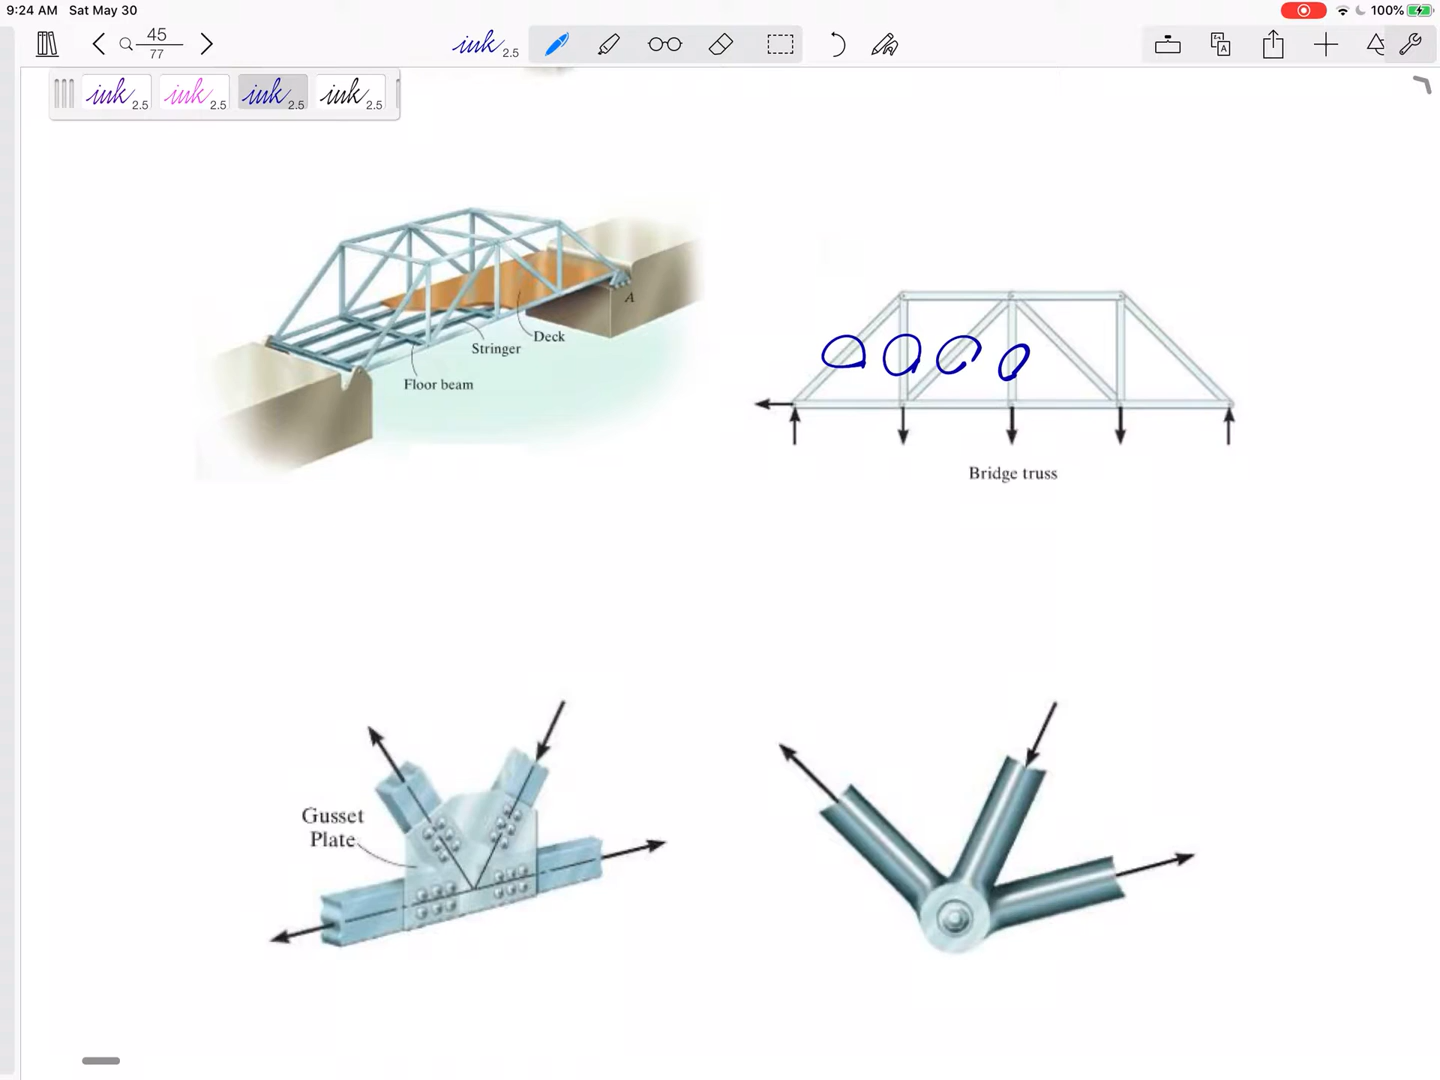 9:24 AM Sat May 30
100%
45
77
ink 2.5
ink 2.5
ink 2.5
ink 2.5
ink 2.5
A
Deck
Stringer
Floor beam
Bridge truss
Gusset
Plate